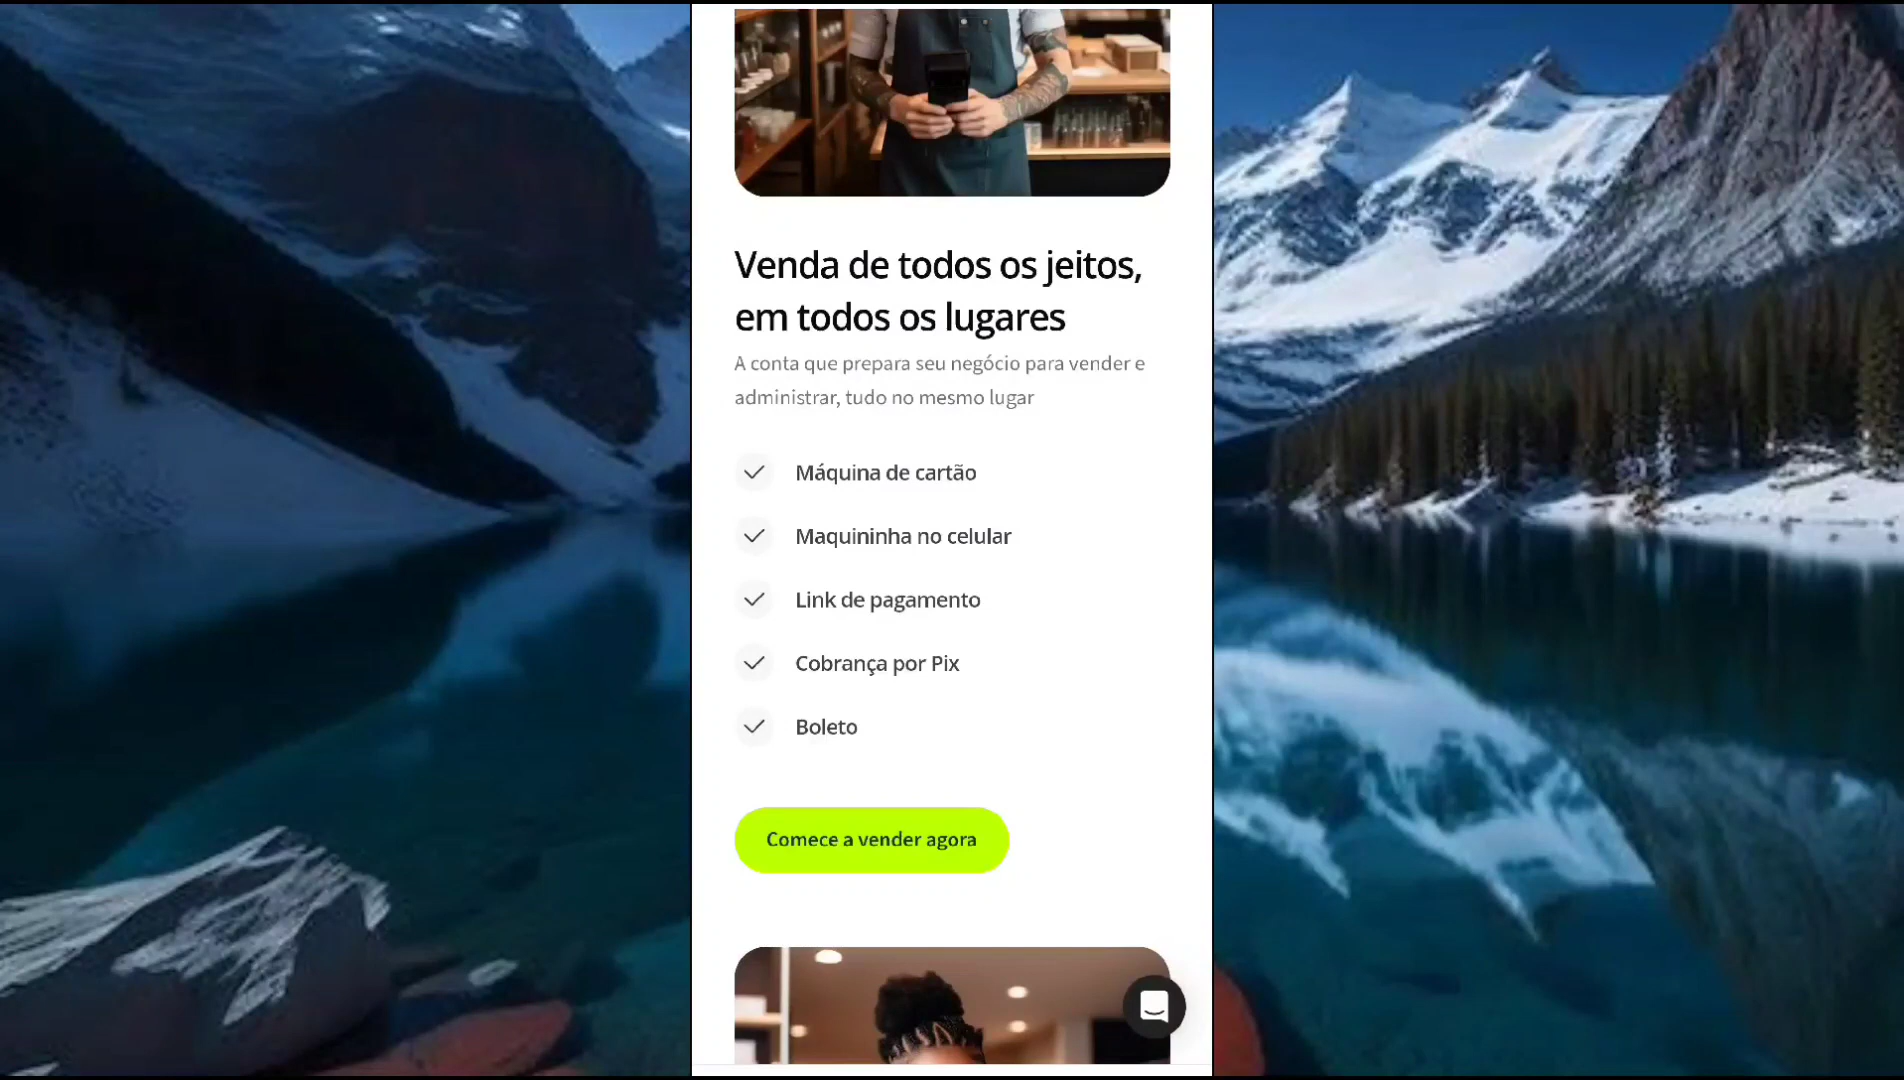 Venda de todos os jeitos,
em todos os lugares
A conta que prepara seu negócio para vender e
administrar, tudo no mesmo lugar
Máquina de cartão
Maquininha no celular
Link de pagamento
Cobrança por Pix
Boleto
Comece a vender agora